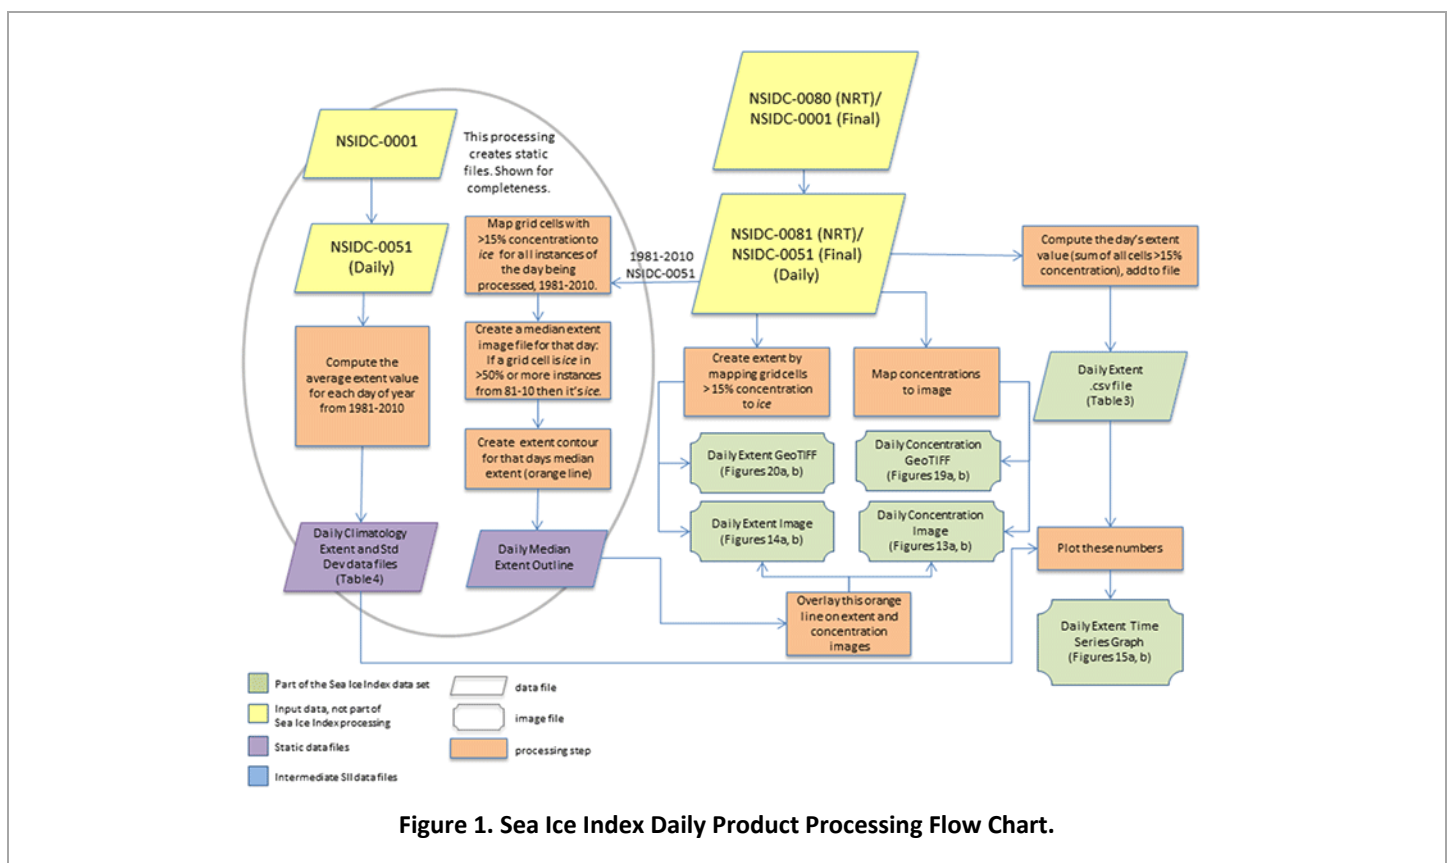 NSIDC-0001
This processing
creates static
files. Shown for
completeness.
NSIDC-0051
(Daily)
Compute the
average extent value
for each day of year
from 1981-2010
Daily Climatology
Extent and Std
Dev data files
(Table 4)
Map grid cells with
>15% concentration to
ice for all instances of
the day being
processed, 1981-2010.
Create a median extent
image file for that day:
If a grid cell is ice in
>50% or more instances
from 81-10 then it's ice.
Create extent contour
for that days median
extent (orange line)
Daily Median
Extent Outline
1981-2010
NSIDC-0051
NSIDC-0080 (NRT)/
NSIDC-0001 (Final)
NSIDC-0081 (NRT)/
NSIDC-0051 (Final)
(Daily)
Create extent by
mapping grid cells
>15% concentration
to ice
Daily Extent GeoTIFF
(Figures 20a, b)
Daily Extent Image
(Figures 14a, b)
Map concentrations
to image
Daily Concentration
GeoTIFF
(Figures 19a, b)
Daily Concentration
Image
(Figures 13a, b)
Overlay this orange
line on extent and
concentration
images
Compute the day's extent
value (sum of all cells >15%
concentration), add to file
Daily Extent
.csv file
(Table 3)
Plot these numbers
Daily Extent Time
Series Graph
(Figures 15a, b)
Part of the Sea Ice Index data set
Input data, not part of
Sea Ice Index processing
Static data files
Intermediate SII data files
data file
image file
processing step
Figure 1. Sea Ice Index Daily Product Processing Flow Chart.